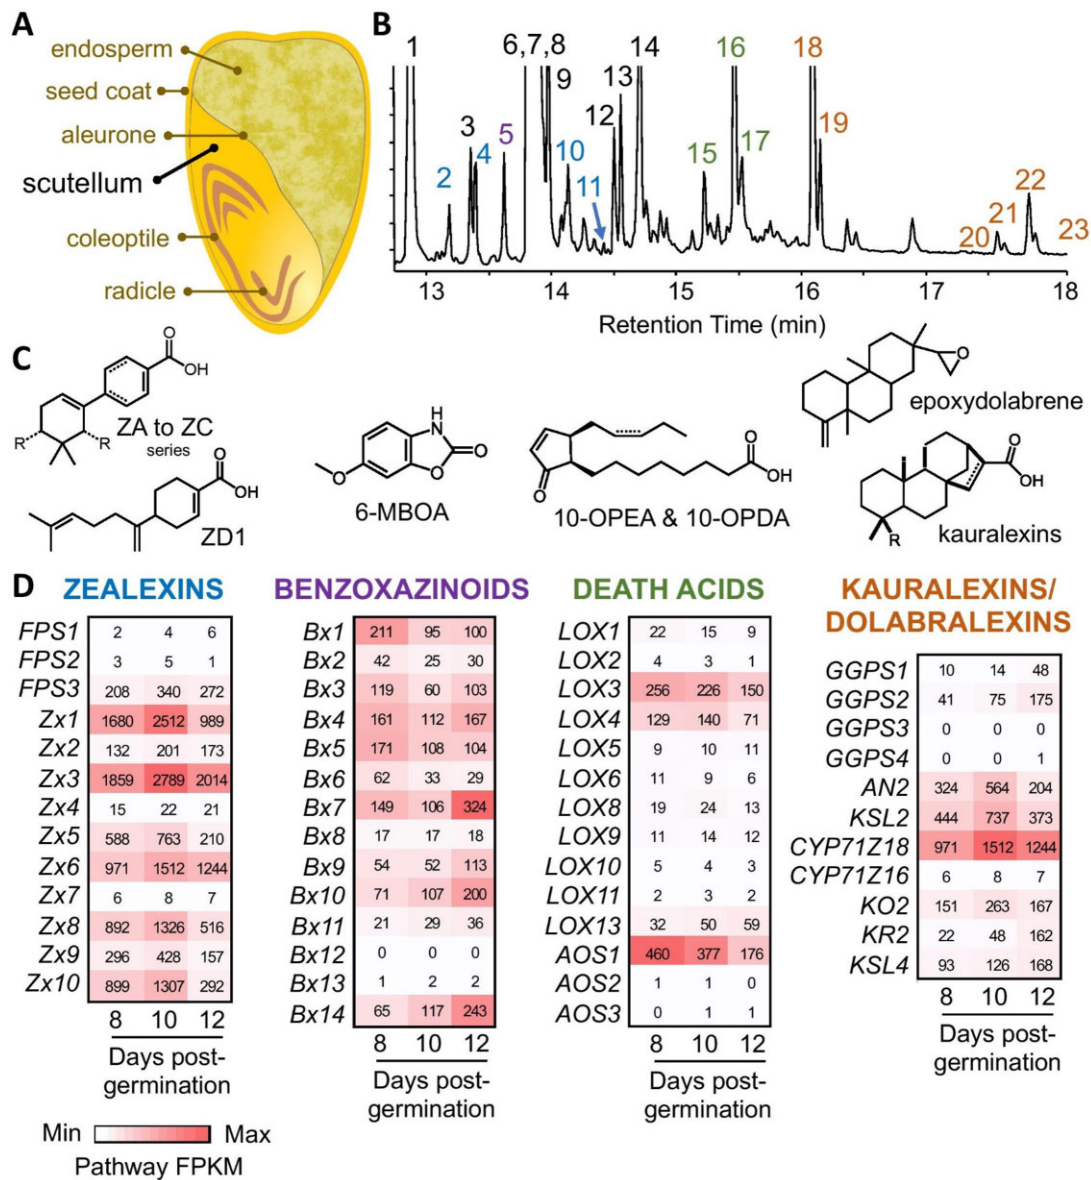 A
endosperm
seed coat
aleurone
scutellum
coleoptile
radicle
B
1
2
3
4
5
6,7,8
9
10
11
12
13
14
15
16
17
18
19
20
21
22
23
13 14 15 16 17 18
Retention Time (min)
C
O
OH
R
R
ZA to ZC
series
O
OH
ZD1
H
N
O
O
O
6-MBOA
O
O
OH
10-OPEA & 10-OPDA
O
epoxydolabrene
O
OH
R
kauralexins
D
ZEALEXINS
FPS1 2 4 6
FPS2 3 5 1
FPS3 208 340 272
Zx1 1680 2512 989
Zx2 132 201 173
Zx3 1859 2789 2014
Zx4 15 22 21
Zx5 588 763 210
Zx6 971 1512 1244
Zx7 6 8 7
Zx8 892 1326 516
Zx9 296 428 157
Zx10 899 1307 292
8 10 12
Days post-
germination
BENZOXAZINOIDS
Bx1 211 95 100
Bx2 42 25 30
Bx3 119 60 103
Bx4 161 112 167
Bx5 171 108 104
Bx6 62 33 29
Bx7 149 106 324
Bx8 17 17 18
Bx9 54 52 113
Bx10 71 107 200
Bx11 21 29 36
Bx12 0 0 0
Bx13 1 2 2
Bx14 65 117 243
8 10 12
Days post-
germination
DEATH ACIDS
LOX1 22 15 9
LOX2 4 3 1
LOX3 256 226 150
LOX4 129 140 71
LOX5 9 10 11
LOX6 11 9 6
LOX8 19 24 13
LOX9 11 14 12
LOX10 5 4 3
LOX11 2 3 2
LOX13 32 50 59
AOS1 460 377 176
AOS2 1 1 0
AOS3 0 1 1
8 10 12
Days post-
germination
KAURALEXINS/
DOLABRALEXINS
GGPS1 10 14 48
GGPS2 41 75 175
GGPS3 0 0 0
GGPS4 0 0 1
AN2 324 564 204
KSL2 444 737 373
CYP71Z18 971 1512 1244
CYP71Z16 6 8 7
KO2 151 263 167
KR2 22 48 162
KSL4 93 126 168
8 10 12
Days post-
germination
Min Max
Pathway FPKM